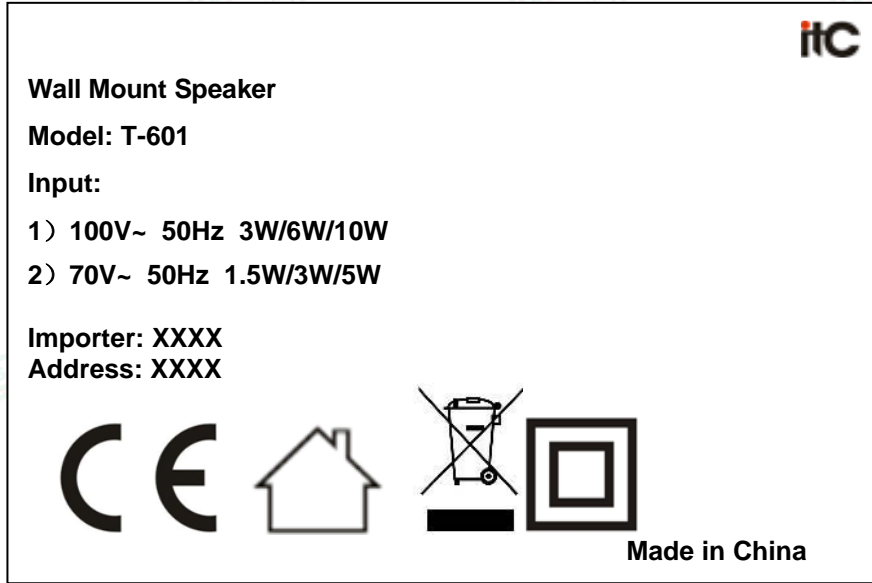 itC
Wall Mount Speaker
Model: T-601
Input:
1）100V~ 50Hz 3W/6W/10W
2）70V~ 50Hz 1.5W/3W/5W
Importer: XXXX
Address: XXXX
CE
Made in China